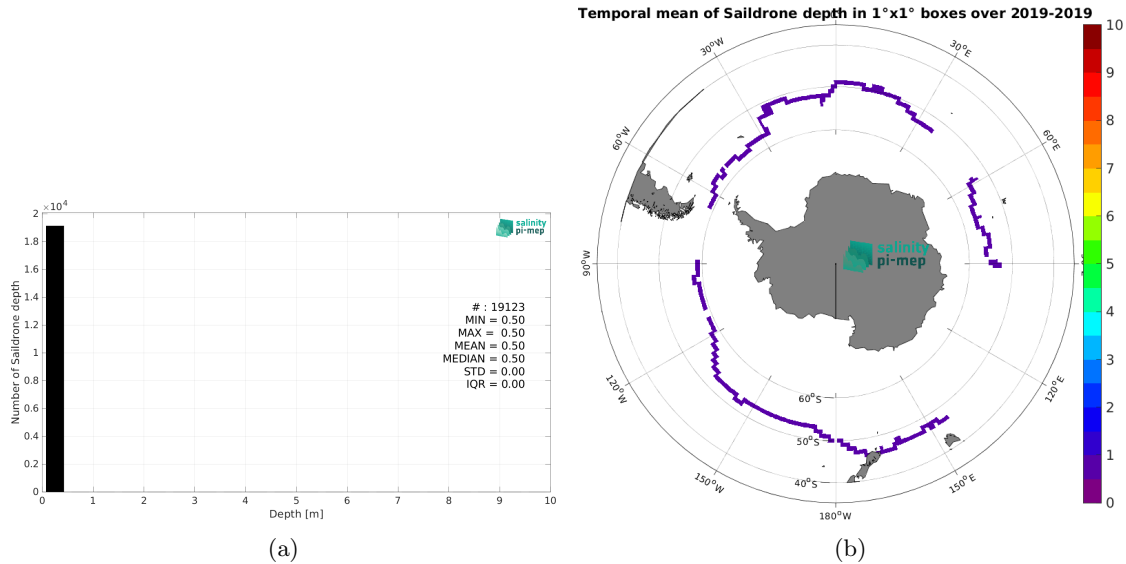 Temporal mean of Saildrone depth in 1°x1° boxes over 2019-2019
×10⁴
2
1.8
1.6
1.4
1.2
1
0.8
0.6
0.4
0.2
0
Number of Saildrone depth
salinity
pi-mep
# : 19123
MIN = 0.50
MAX = 0.50
MEAN = 0.50
MEDIAN = 0.50
STD = 0.00
IQR = 0.00
0 1 2 3 4 5 6 7 8 9 10
Depth [m]
(a)
30°W
30°E
60°W
60°E
90°W
salinity
pi-mep
120°W
120°E
60°S
50°S
40°S
150°W
150°E
180°W
10
9
8
7
6
5
4
3
2
1
0
(b)